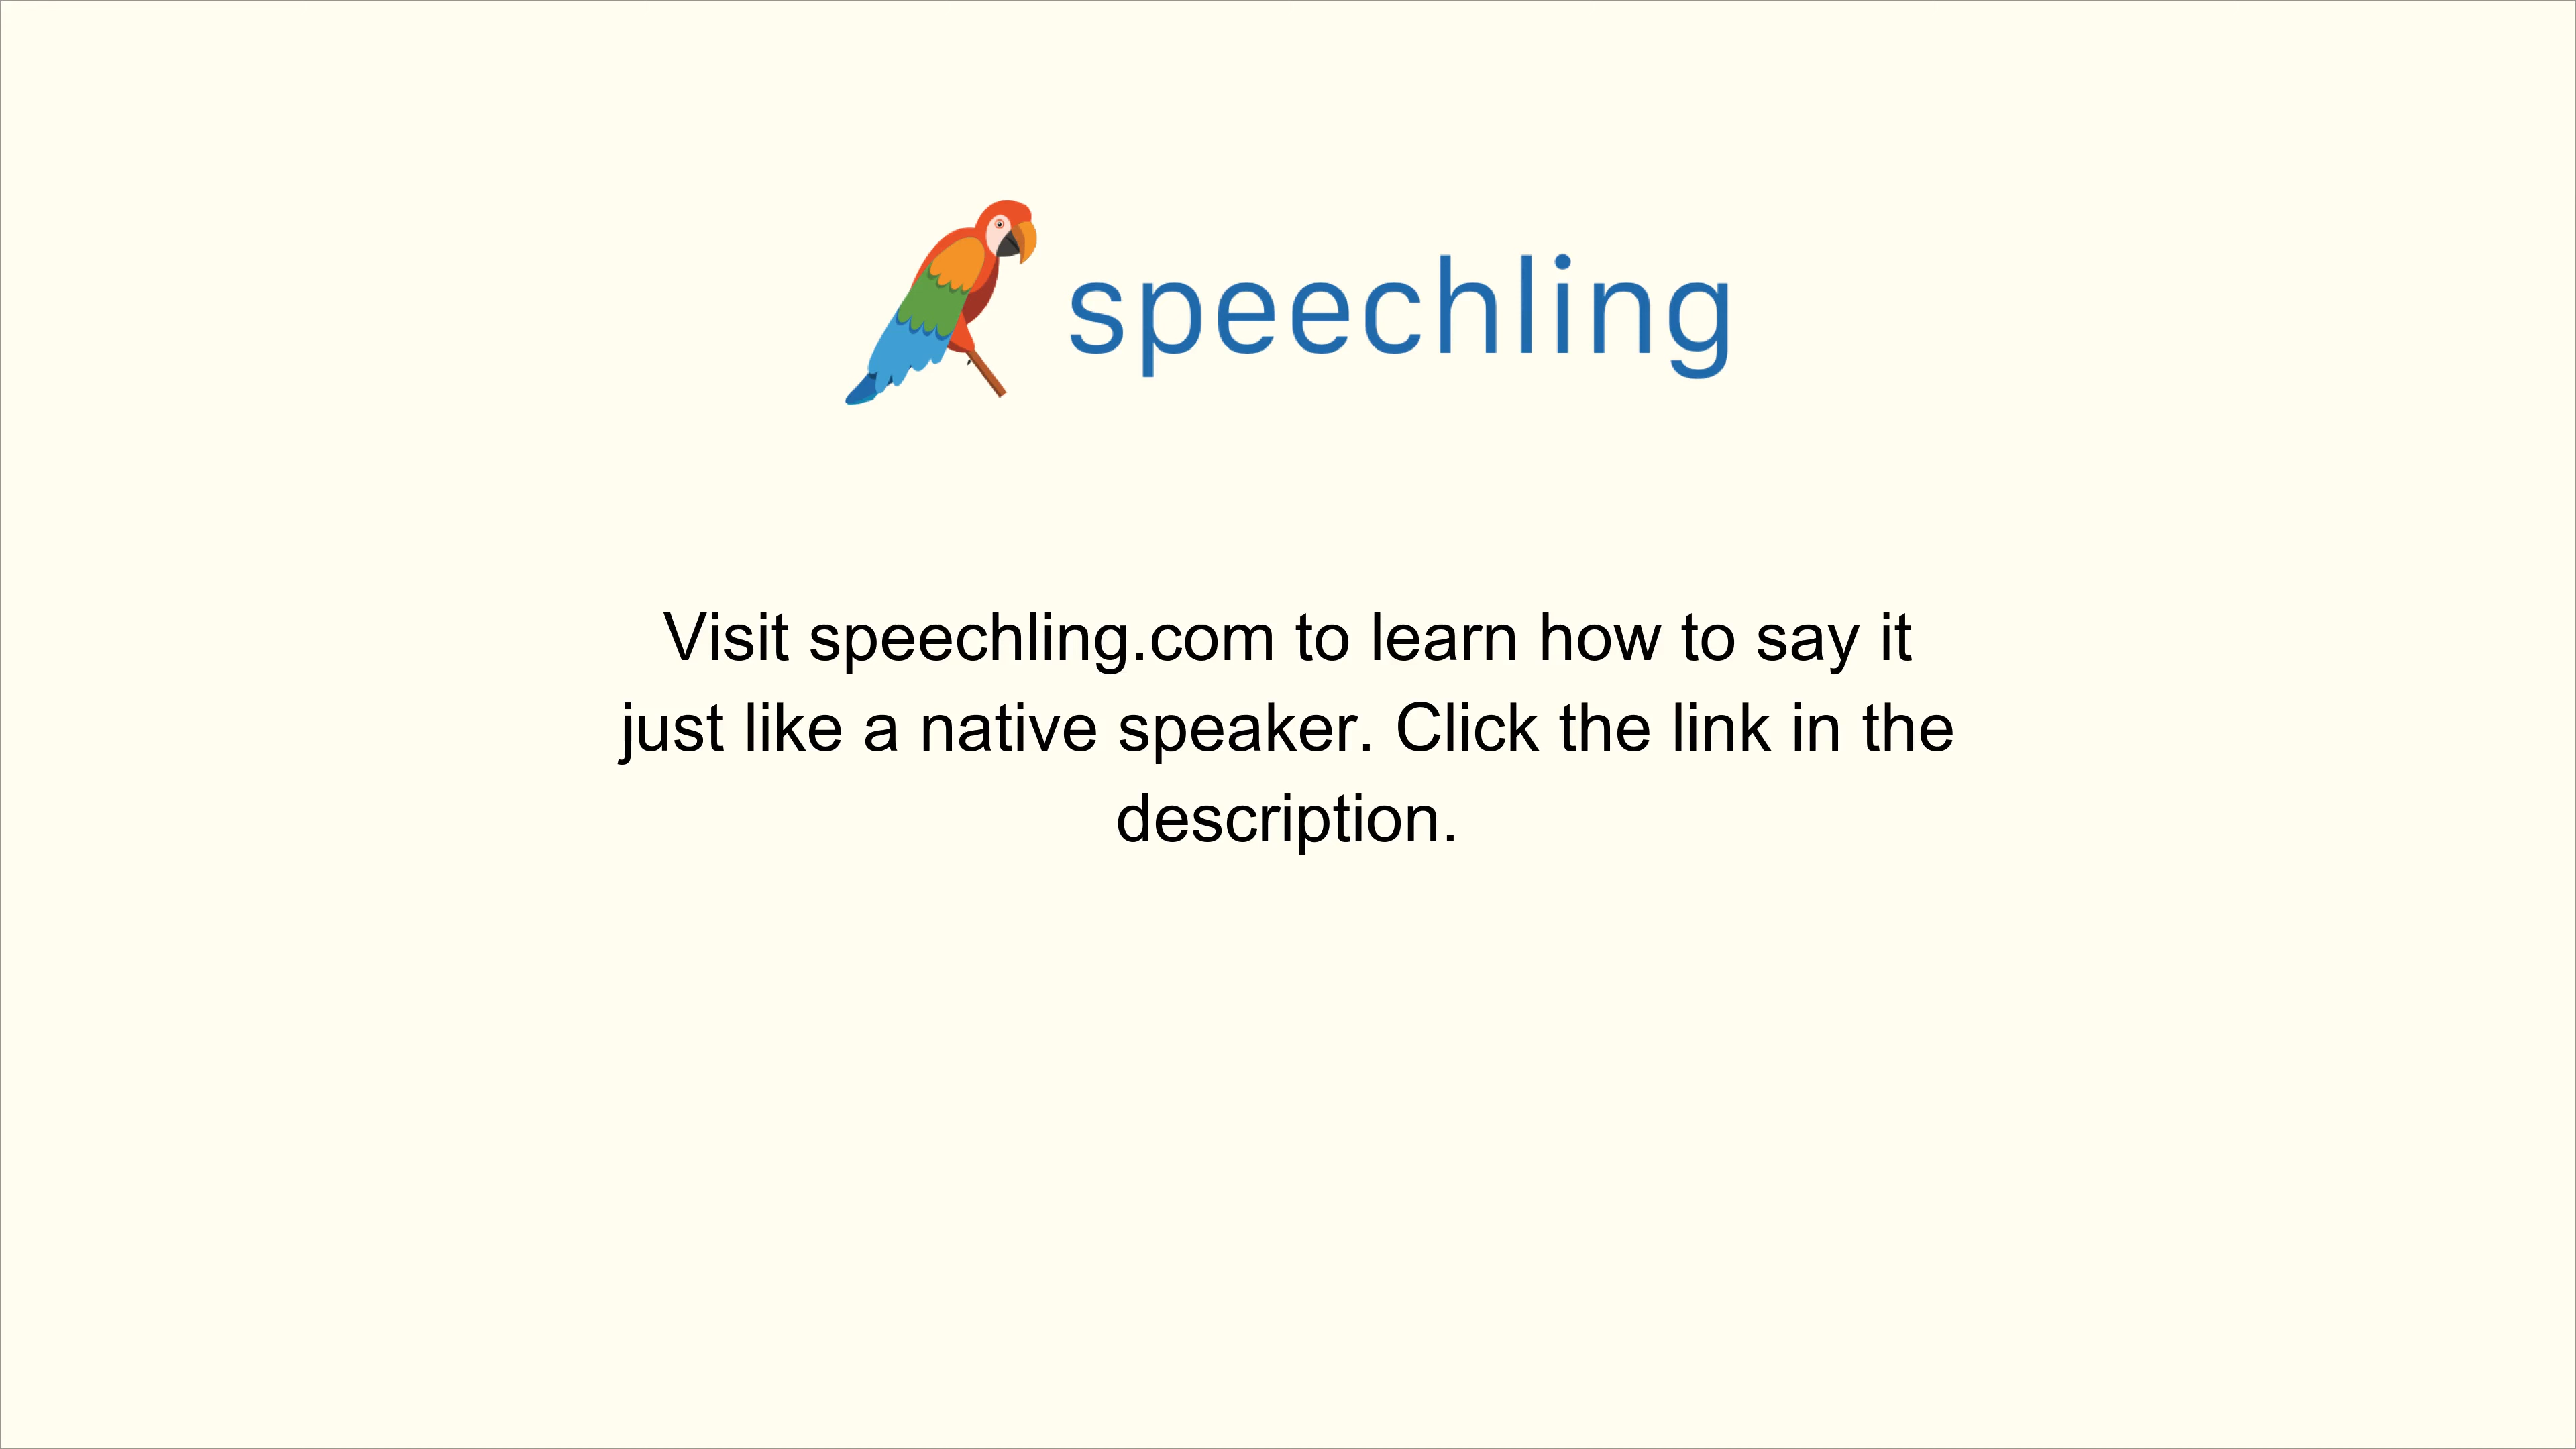 speechling
Visit speechling.com to learn how to say it
just like a native speaker. Click the link in the
description.